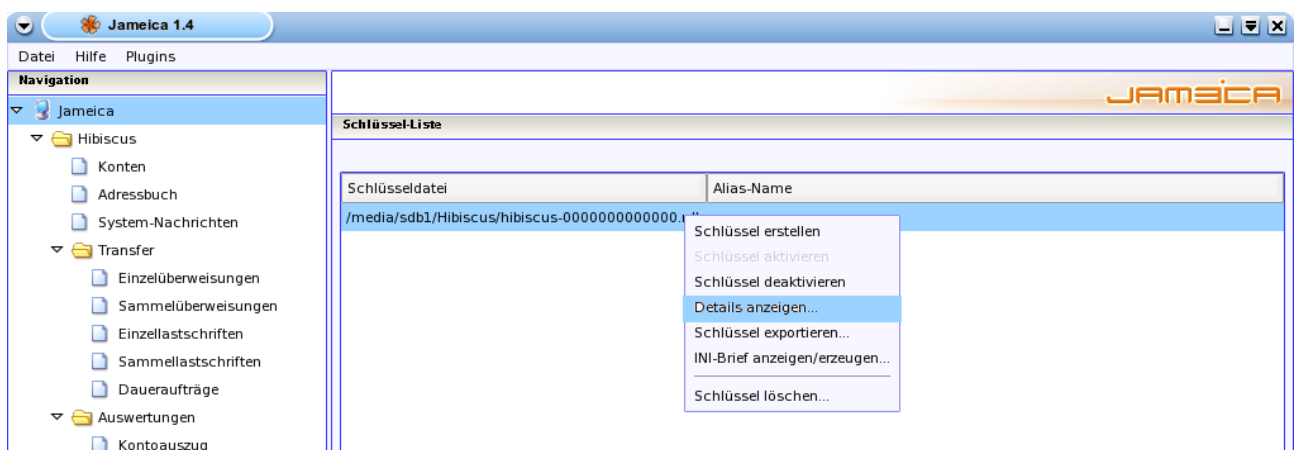 Jameica 1.4
Datei Hilfe Plugins
Navigation
Jameica
Hibiscus
Konten
Adressbuch
System-Nachrichten
Transfer
Einzelüberweisungen
Sammelüberweisungen
Einzellastschriften
Sammellastschriften
Daueraufträge
Auswertungen
Kontoauszug
JAMEICA
Schlüssel-Liste
Schlüsseldatei Alias-Name
/media/sdb1/Hibiscus/hibiscus-0000000000000.
Schlüssel erstellen
Schlüssel aktivieren
Schlüssel deaktivieren
Details anzeigen...
Schlüssel exportieren...
INI-Brief anzeigen/erzeugen...
Schlüssel löschen...